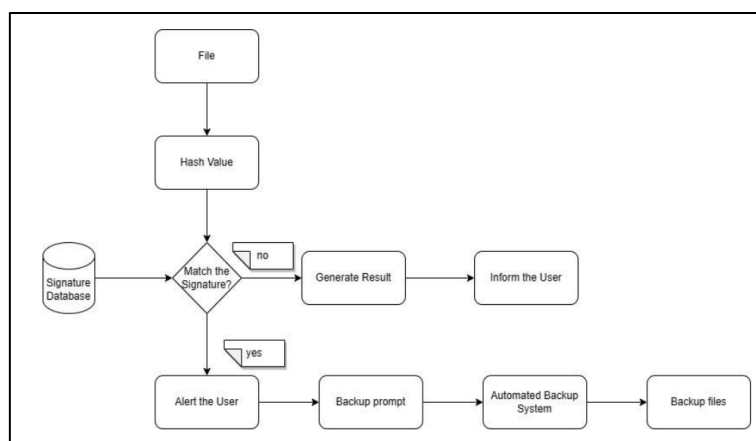 File
Hash Value
Signature
Database
Match the
Signature?
no
Generate Result
Inform the User
yes
Alert the User
Backup prompt
Automated Backup
System
Backup files